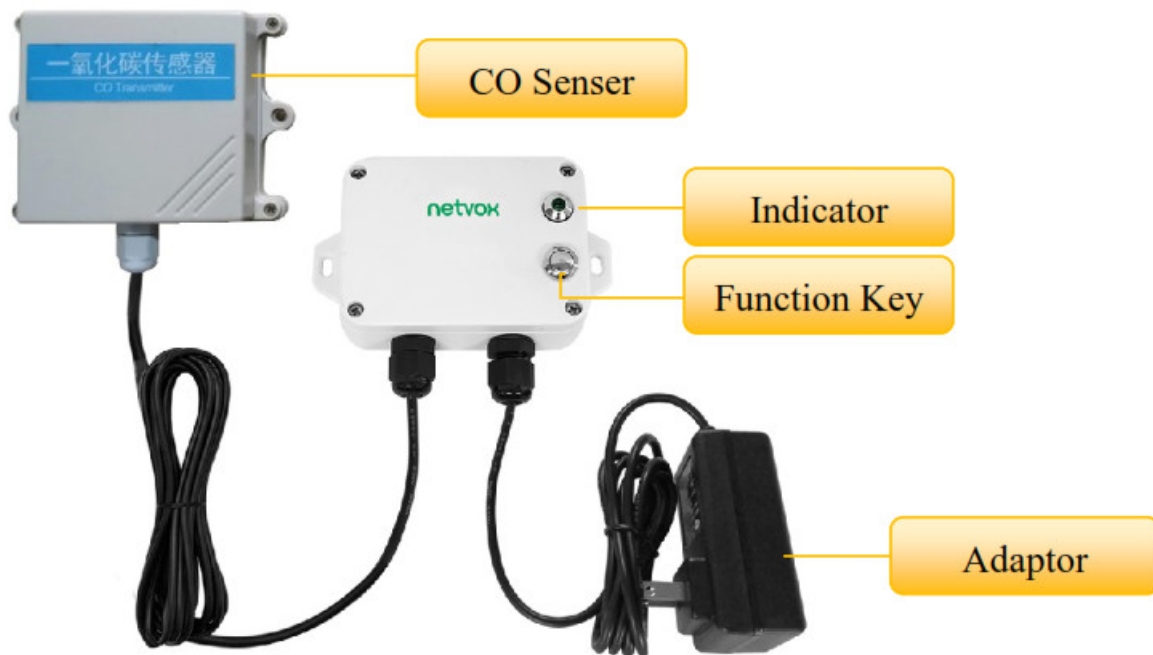 一氧化碳传感器
CO Transmitter
CO Senser
netvox
Indicator
Function Key
Adaptor